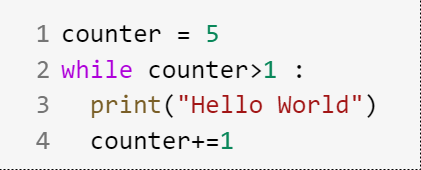 1 counter = 5
2 while counter>1 :
3   print("Hello World")
4   counter+=1